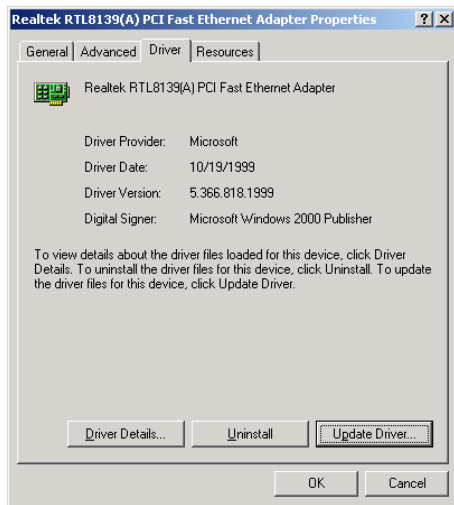 Realtek RTL8139(A) PCI Fast Ethernet Adapter Properties ? X
General Advanced Driver Resources
Realtek RTL8139(A) PCI Fast Ethernet Adapter
Driver Provider: Microsoft
Driver Date: 10/19/1999
Driver Version: 5.366.818.1999
Digital Signer: Microsoft Windows 2000 Publisher
To view details about the driver files loaded for this device, click Driver
Details. To uninstall the driver files for this device, click Uninstall. To update
the driver files for this device, click Update Driver.
Driver Details... Uninstall Update Driver...
OK Cancel